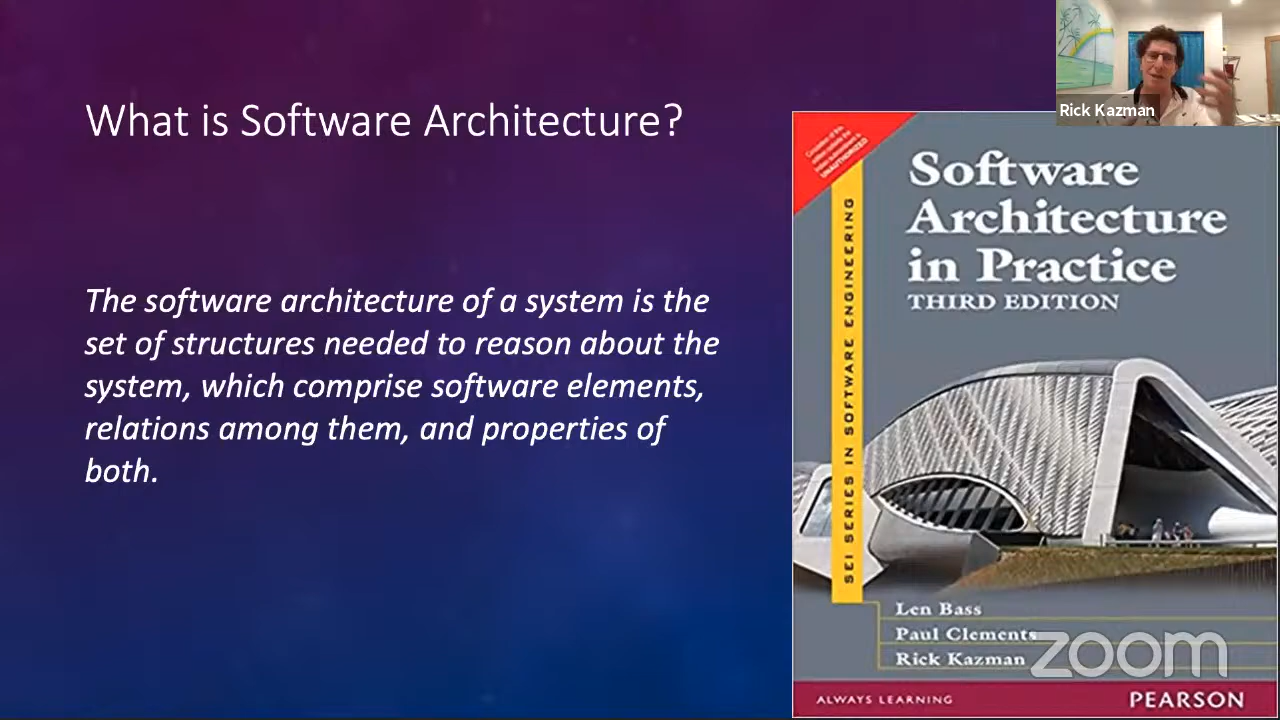 What is Software Architecture?
The software architecture of a system is the
set of structures needed to reason about the
system, which comprise software elements,
relations among them, and properties of
both.
Rick Kazman
UNAUTHORIZED
SEI SERIES IN SOFTWARE ENGINEERING
Software
Architecture
in Practice
THIRD EDITION
Len Bass
Paul Clements
Rick Kazman
zoom
ALWAYS LEARNING
PEARSON